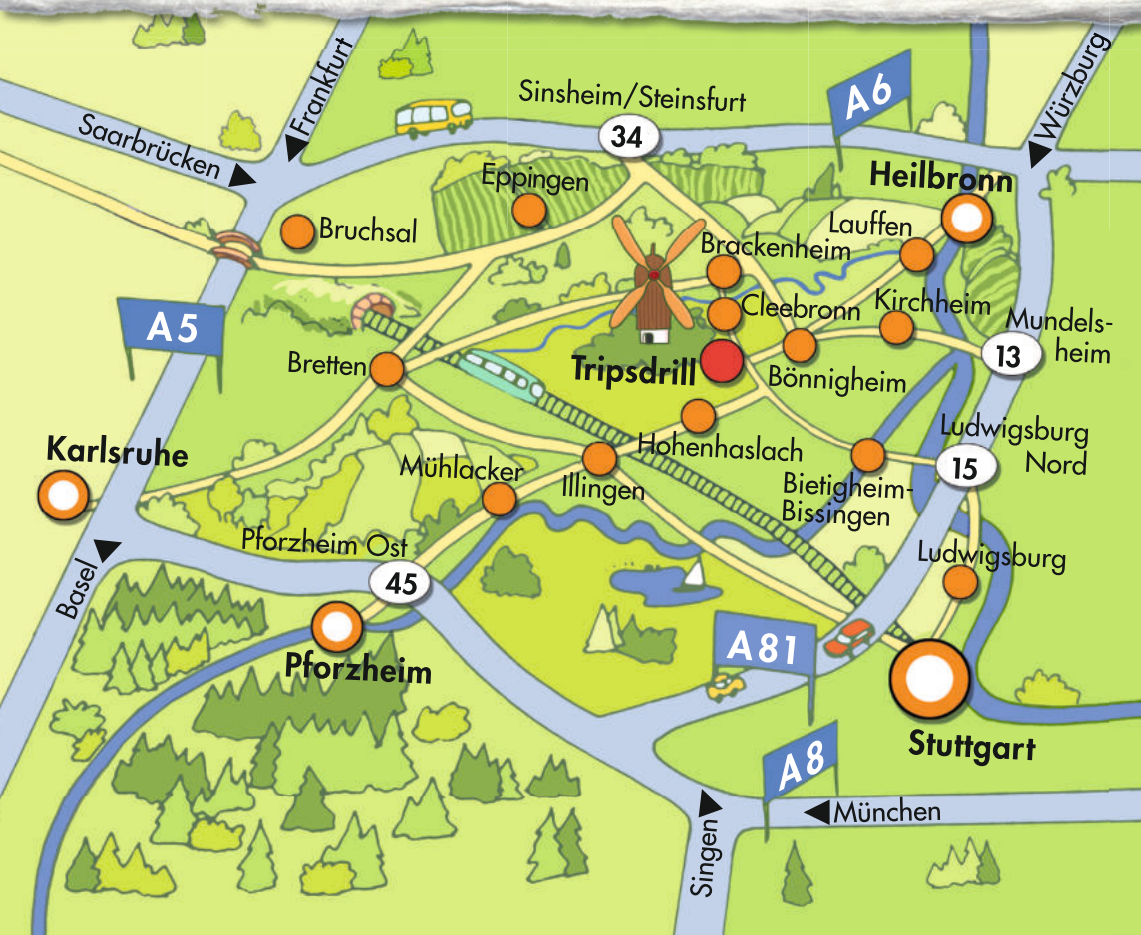 Frankfurt
Würzburg
Saarbrücken
Sinsheim/Steinsfurt
34
A6
Heilbronn
Eppingen
Bruchsal
Lauffen
Brackenheim
Cleebronn
Kirchheim
Mundels-
heim
13
A5
Bretten
Tripsdrill
Bönnigheim
Karlsruhe
Hohenhaslach
Ludwigsburg
Nord
15
Mühlacker
Illingen
Bietigheim-
Bissingen
Pforzheim Ost
45
Basel
Ludwigsburg
Pforzheim
A81
Stuttgart
A8
München
Singen